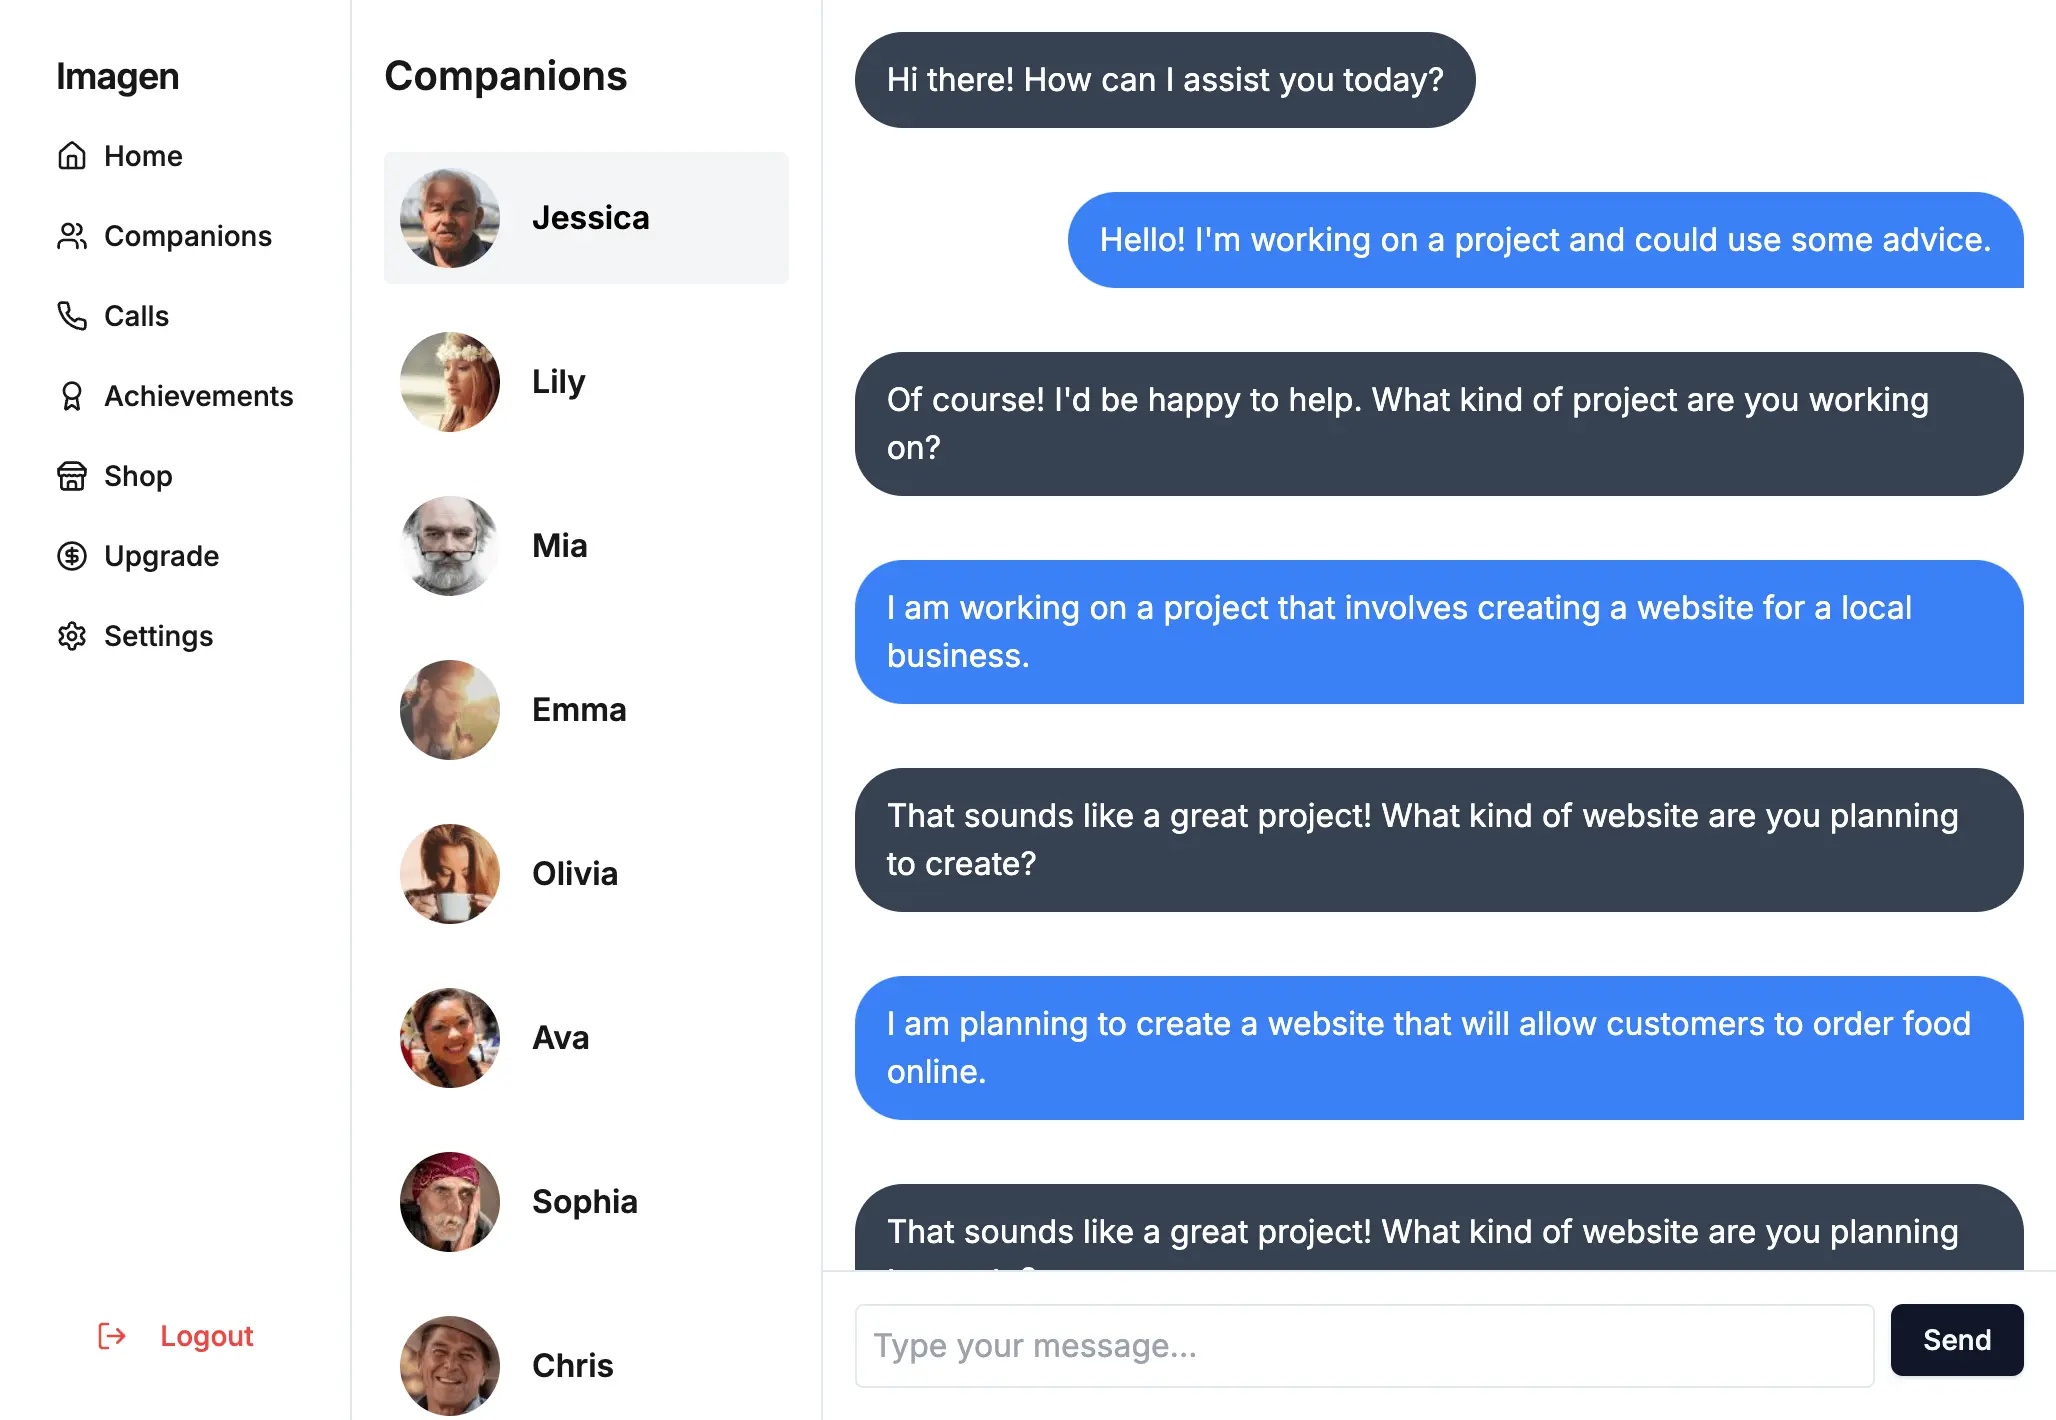 Imagen
Home
Companions
Calls
Achievements
Shop
Upgrade
Settings
Logout
Companions
Jessica
Lily
Mia
Emma
Olivia
Ava
Sophia
Chris
Hi there! How can I assist you today?
Hello! I'm working on a project and could use some advice.
Of course! I'd be happy to help. What kind of project are you working
on?
I am working on a project that involves creating a website for a local
business.
That sounds like a great project! What kind of website are you planning
to create?
I am planning to create a website that will allow customers to order food
online.
That sounds like a great project! What kind of website are you planning
Type your message...
Send